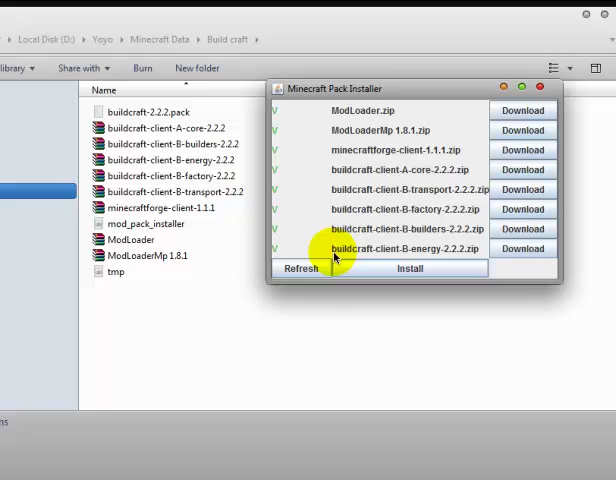 Local Disk (D:) Yoyo Minecraft Data Build craft
library Share with Burn New folder
Name
buildcraft-2.2.2.pack
buildcraft-client-A-core-2.2.2
buildcraft-client-B-builders-2.2.2
buildcraft-client-B-energy-2.2.2
buildcraft-client-B-factory-2.2.2
buildcraft-client-B-transport-2.2.2
minecraftforge-client-1.1.1
mod_pack_installer
ModLoader
ModLoaderMp 1.8.1
tmp
Minecraft Pack Installer
V ModLoader.zip Download
V ModLoaderMp 1.8.1.zip Download
V minecraftforge-client-1.1.1.zip Download
V buildcraft-client-A-core-2.2.2.zip Download
V buildcraft-client-B-transport-2.2.2.zip Download
V buildcraft-client-B-factory-2.2.2.zip Download
V buildcraft-client-B-builders-2.2.2.zip Download
V buildcraft-client-B-energy-2.2.2.zip Download
Refresh Install
ms